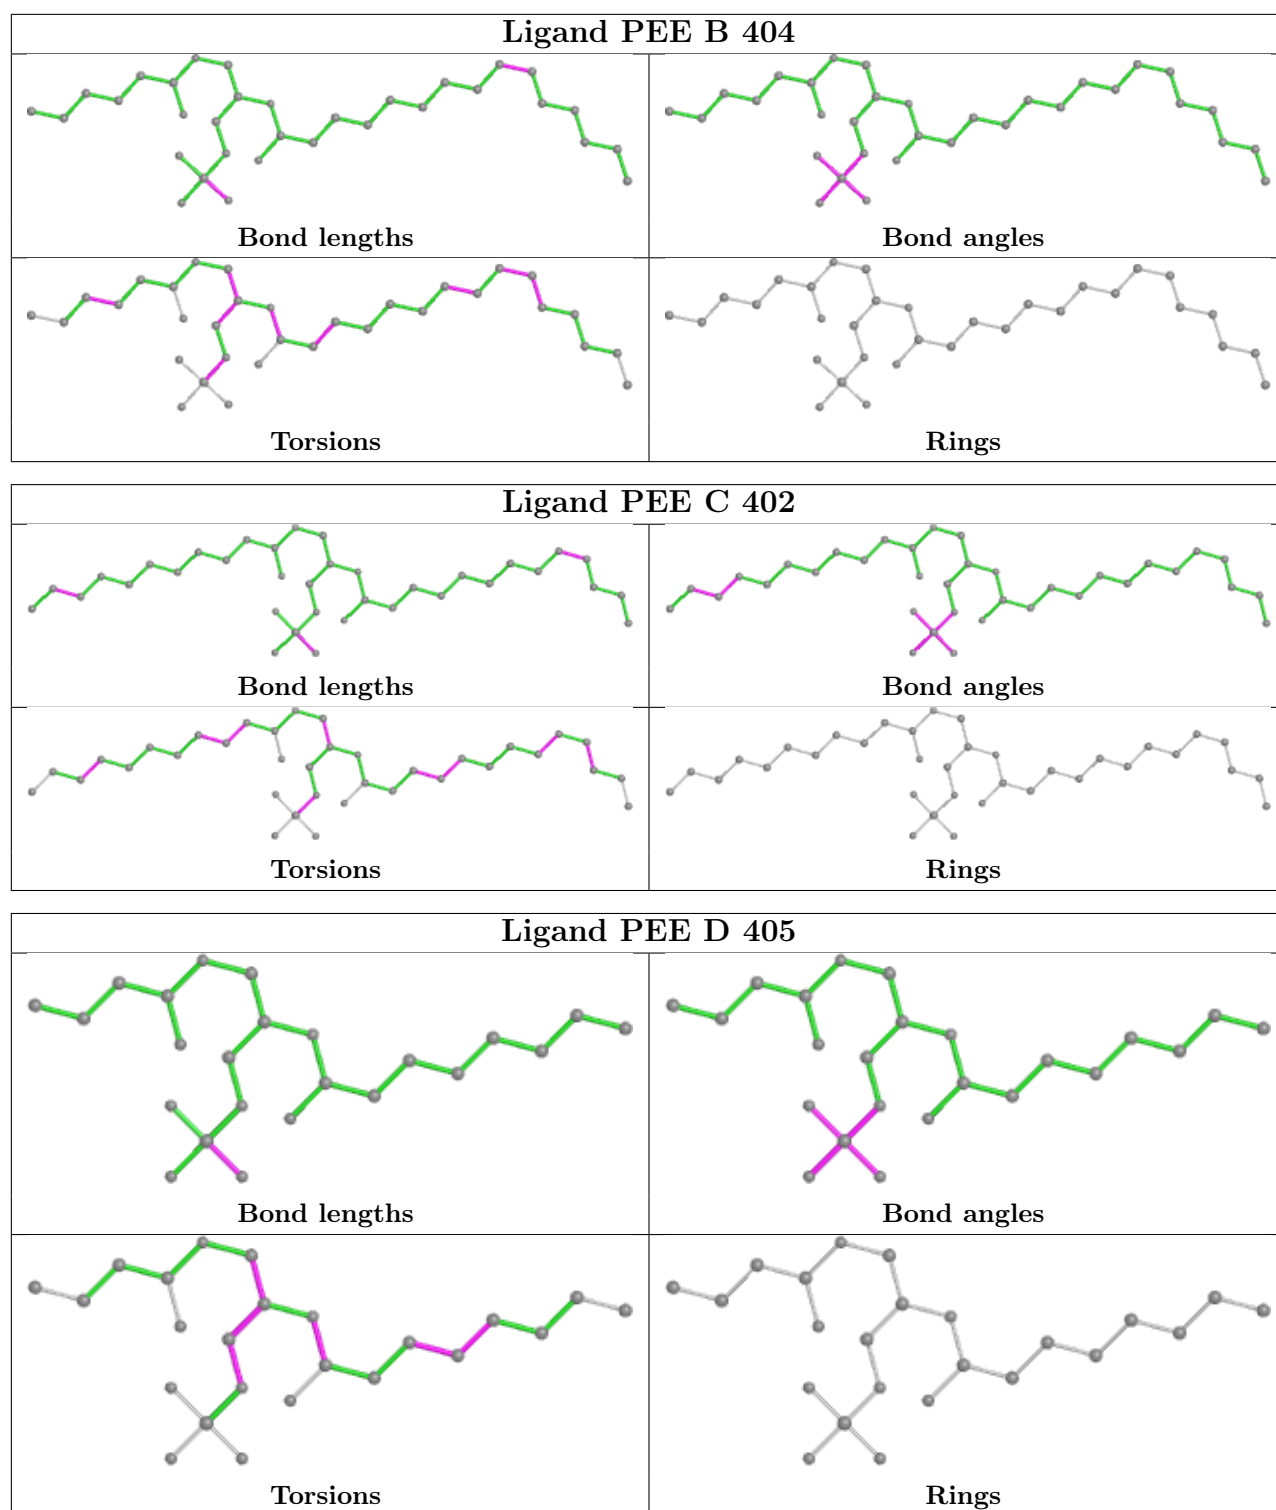 Ligand PEE B 404
Bond lengths
Bond angles
Torsions
Rings
Ligand PEE C 402
Bond lengths
Bond angles
Torsions
Rings
Ligand PEE D 405
Bond lengths
Bond angles
Torsions
Rings